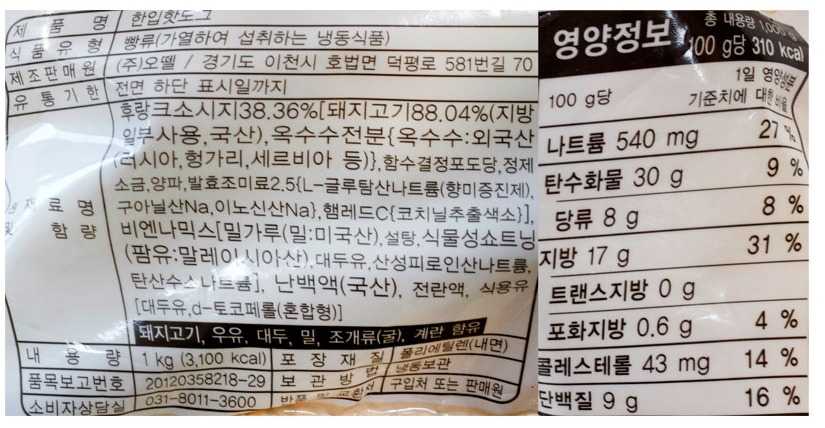 제 품 명 한입핫도그
식 품 유 형 빵류(가열하여 섭취하는 냉동식품)
제조판매원 (주)오뗄 / 경기도 이천시 호법면 덕평로 581번길 70
유 통 기 한 전면 하단 표시일까지
후랑크소시지38.36%[돼지고기88.04%(지방
일부사용,국산), 옥수수전분{옥수수:외국산
(러시아,헝가리,세르비아 등)},함수결정포도당,정제
소금,양파,발효조미료2.5{L-글루탐산나트륨(향미증진제),
구아닐산Na,이노신산Na},햄레드C{코치닐추출색소}],
비엔나믹스[밀가루(밀:미국산),설탕,식물성쇼트닝
(팜유:말레이시아산),대두유,산성피로인산나트륨,
탄산수소나트륨], 난백액(국산), 전란액, 식용유
[대두유,d-토코페롤(혼합형)]
원 재 료 명
및 함 량
돼지고기, 우유, 대두, 밀, 조개류(굴), 계란 함유
내 용 량 1 kg (3,100 kcal) 포 장 재 질 폴리에틸렌(내면)
품목보고번호 20120358218-29 보 관 방 법 냉동보관
소비자상담실 031-8011-3600 반품 및 교환처 구입처 또는 판매원
영양정보 총 내용량 1,000 g
100 g당 310 kcal
100 g당 1일 영양성분
기준치에 대한 비율
나트륨 540 mg 27 %
탄수화물 30 g 9 %
당류 8 g 8 %
지방 17 g 31 %
트랜스지방 0 g
포화지방 0.6 g 4 %
콜레스테롤 43 mg 14 %
단백질 9 g 16 %